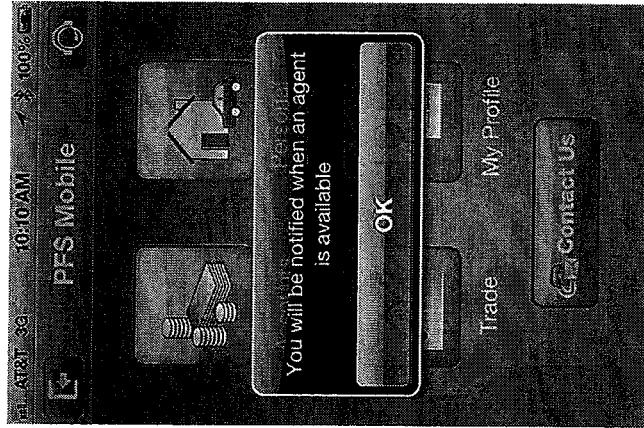 AT&T 3G 10:10 AM 100%
PFS Mobile
You will be notified when an agent
is available
OK
Trade My Profile
Contact Us